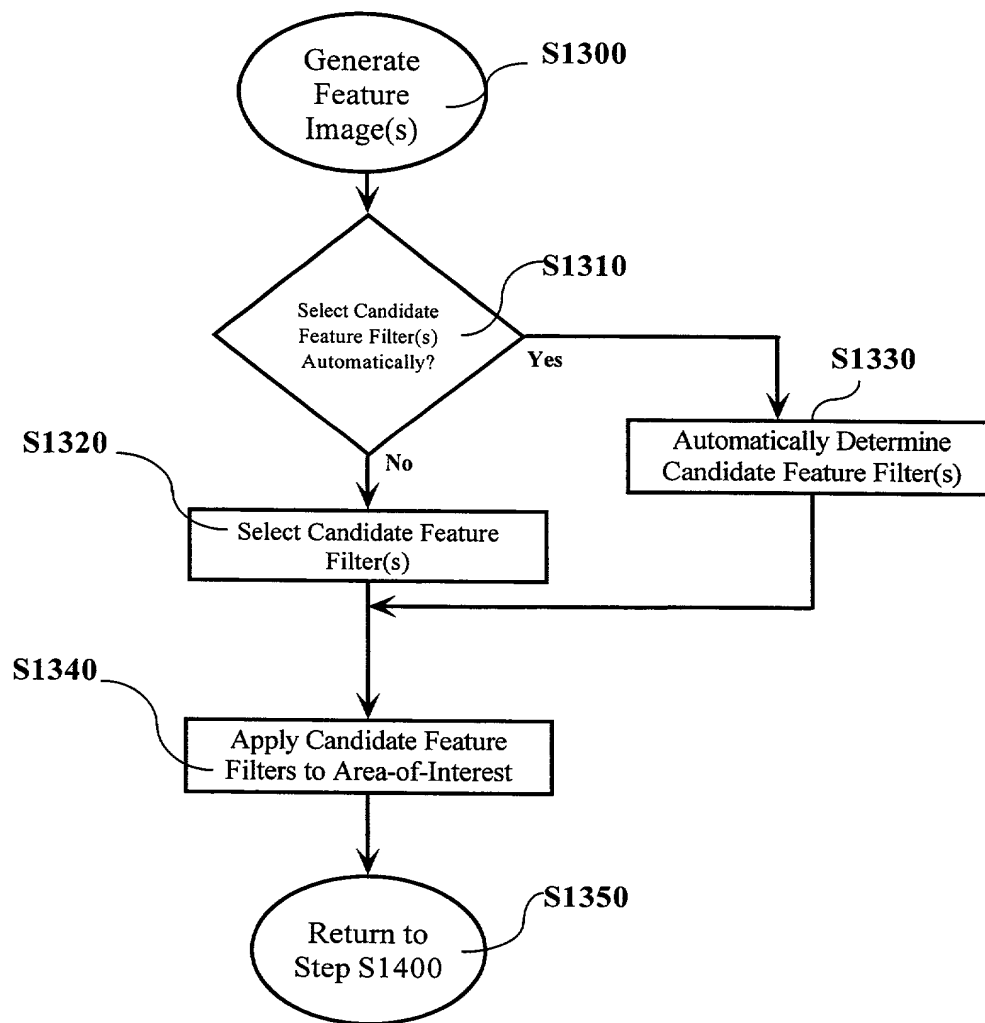 Generate
Feature
Image(s)
S1300
S1310
Select Candidate
Feature Filter(s)
Automatically?
Yes
S1330
Automatically Determine
Candidate Feature Filter(s)
S1320
No
Select Candidate Feature
Filter(s)
S1340
Apply Candidate Feature
Filters to Area-of-Interest
S1350
Return to
Step S1400